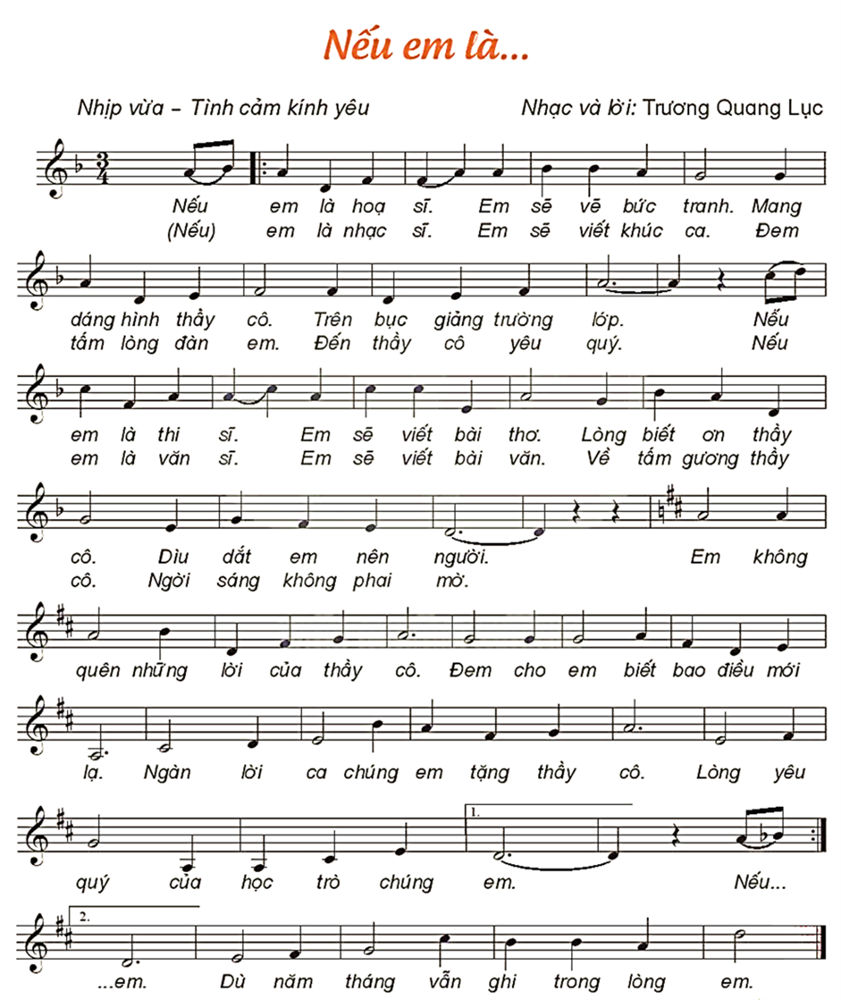 Nếu em là...
Nhịp vừa – Tình cảm kính yêu Nhạc và lời: Trương Quang Lục
3
4
Nếu em là hoạ sĩ. Em sẽ vẽ bức tranh. Mang
(Nếu) em là nhạc sĩ. Em sẽ viết khúc ca. Đem
dáng hình thầy cô. Trên bục giảng trường lớp. Nếu
tấm lòng đàn em. Đến thầy cô yêu quý. Nếu
em là thi sĩ. Em sẽ viết bài thơ. Lòng biết ơn thầy
em là văn sĩ. Em sẽ viết bài văn. Về tấm gương thầy
cô. Dìu dắt em nên người. Em không
cô. Ngời sáng không phai mờ.
quên những lời của thầy cô. Đem cho em biết bao điều mới
lạ. Ngàn lời ca chúng em tặng thầy cô. Lòng yêu
1.
quý của học trò chúng em. Nếu...
2.
...em. Dù năm tháng vẫn ghi trong lòng em.